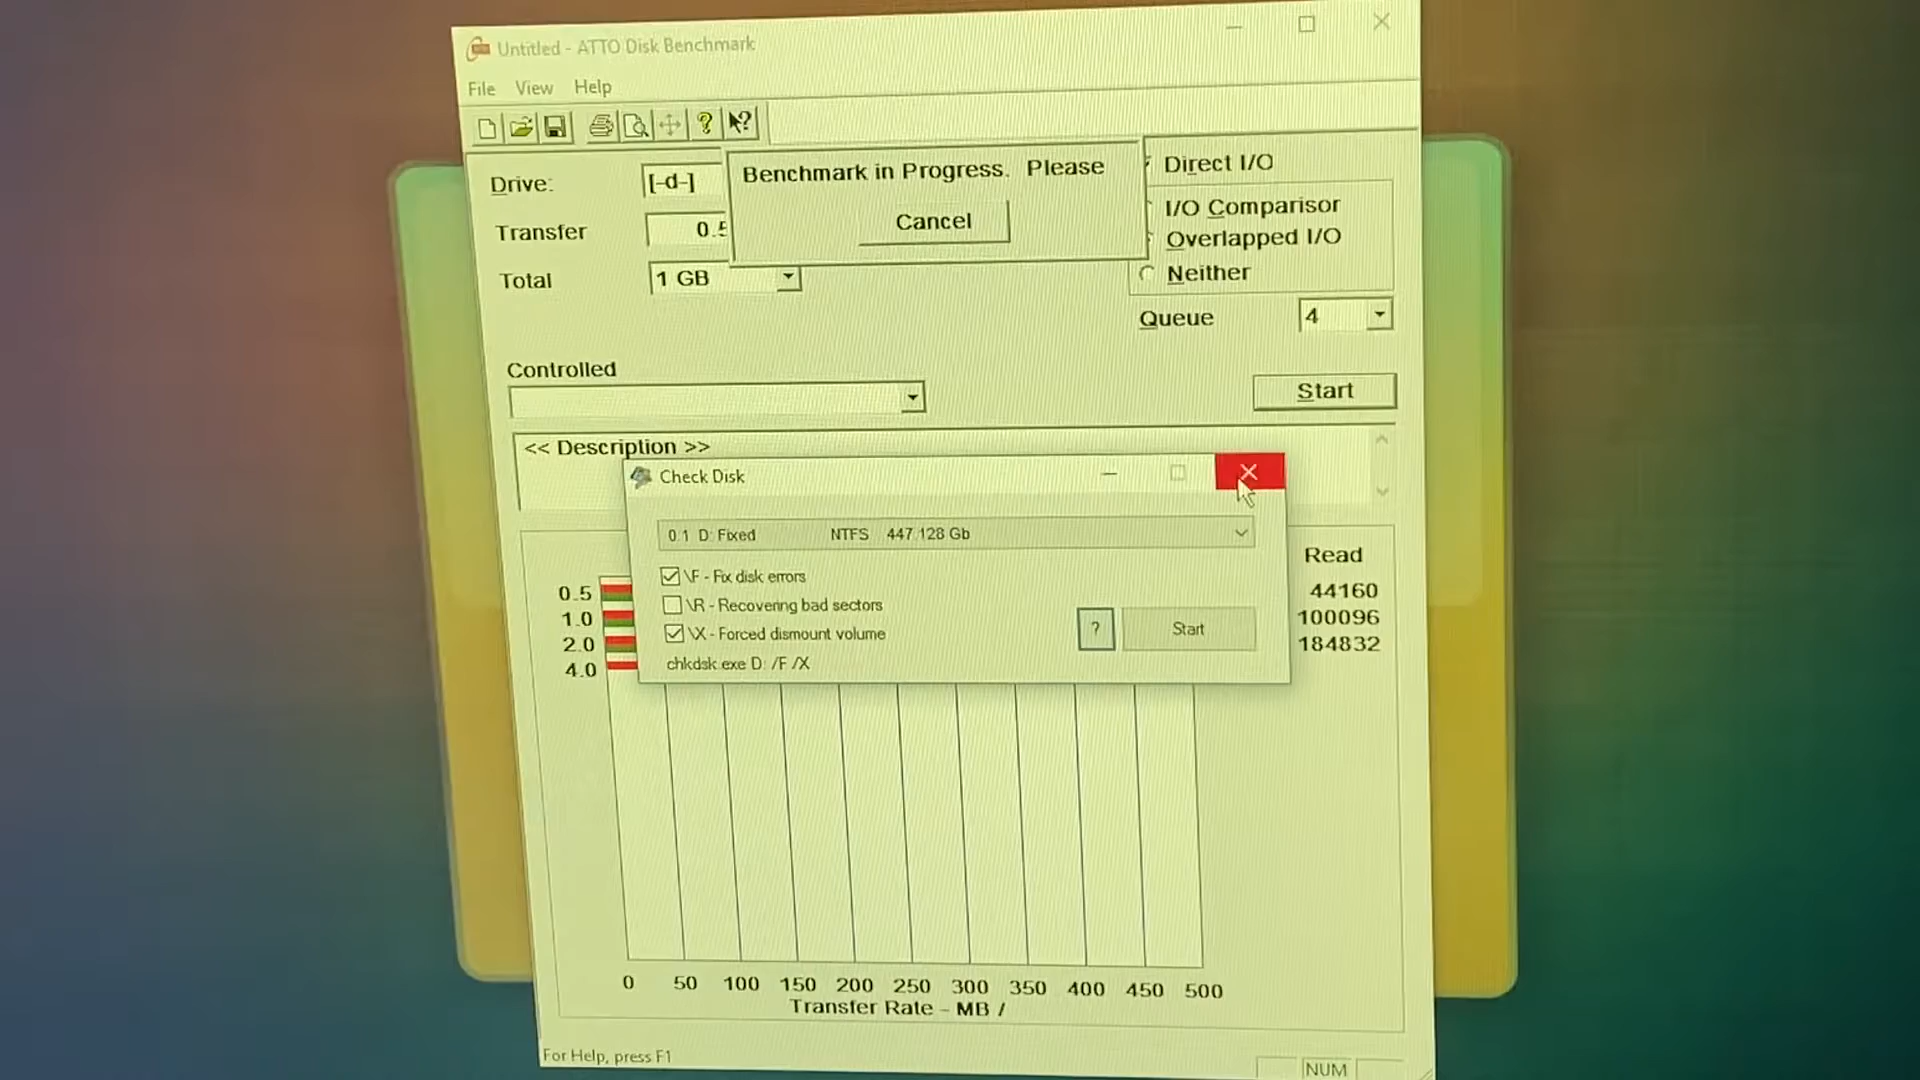 Untitled - ATTO Disk Benchmark
File View Help
Drive: [-d-]
Benchmark in Progress. Please
Cancel
Direct I/O
I/O Comparisor
Overlapped I/O
Neither
Transfer 0.5
Total 1 GB
Queue 4
Controlled
Start
<< Description >>
Check Disk
0.1 D: Fixed NTFS 447.128 Gb
\F - Fix disk errors
\R - Recovering bad sectors
\X - Forced dismount volume
chkdsk.exe D: /F /X
? Start
Read
0.5 44160
1.0 100096
2.0 184832
4.0
0 50 100 150 200 250 300 350 400 450 500
Transfer Rate - MB /
For Help, press F1
NUM